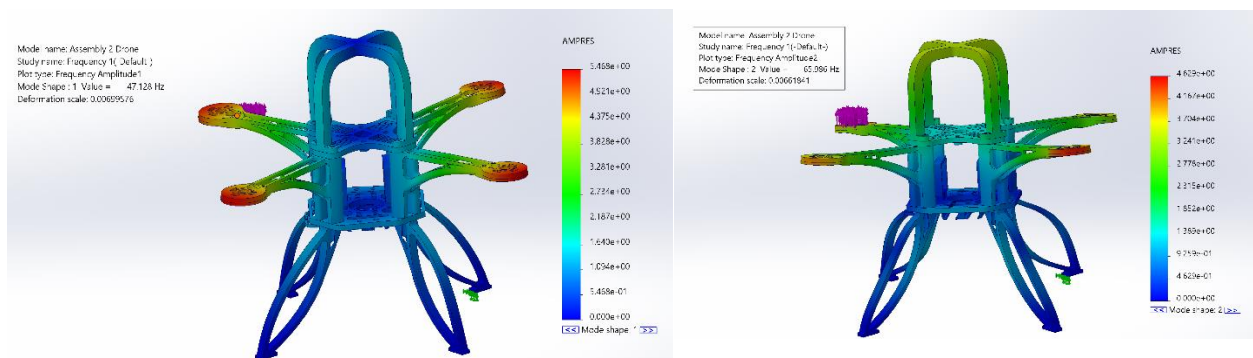 Model name: Assembly 2 Drone
Study name: Frequency 1(-Default-)
Plot type: Frequency Amplitude1
Mode Shape : 1 Value = 47.128 Hz
Deformation scale: 0.00699576
AMPRES
5.468e+00
4.921e+00
4.375e+00
3.828e+00
3.281e+00
2.734e+00
2.187e+00
1.640e+00
1.094e+00
5.468e-01
0.000e+00
<< Mode shape: 1 >>
Model name: Assembly 2 Drone
Study name: Frequency 1(-Default-)
Plot type: Frequency Amplitude2
Mode Shape : 2 Value = 65.986 Hz
Deformation scale: 0.00661841
AMPRES
4.629e+00
4.167e+00
3.704e+00
3.241e+00
2.778e+00
2.315e+00
1.852e+00
1.389e+00
9.259e-01
4.629e-01
0.000e+00
<< Mode shape: 2 >>